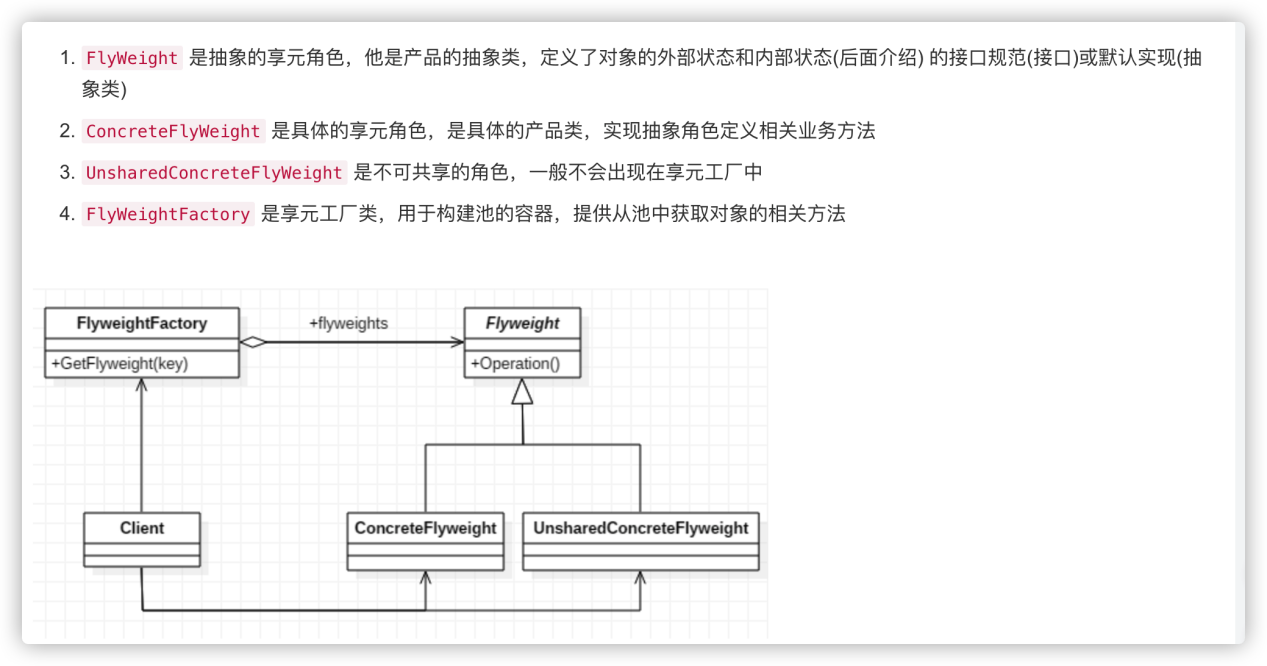 1. FlyWeight 是抽象的享元角色，他是产品的抽象类，定义了对象的外部状态和内部状态(后面介绍) 的接口规范(接口)或默认实现(抽
象类)
2. ConcreteFlyWeight 是具体的享元角色，是具体的产品类，实现抽象角色定义相关业务方法
3. UnsharedConcreteFlyWeight 是不可共享的角色，一般不会出现在享元工厂中
4. FlyWeightFactory 是享元工厂类，用于构建池的容器，提供从池中获取对象的相关方法
FlyweightFactory
+GetFlyweight(key)
+flyweights
Flyweight
+Operation()
Client
ConcreteFlyweight
UnsharedConcreteFlyweight